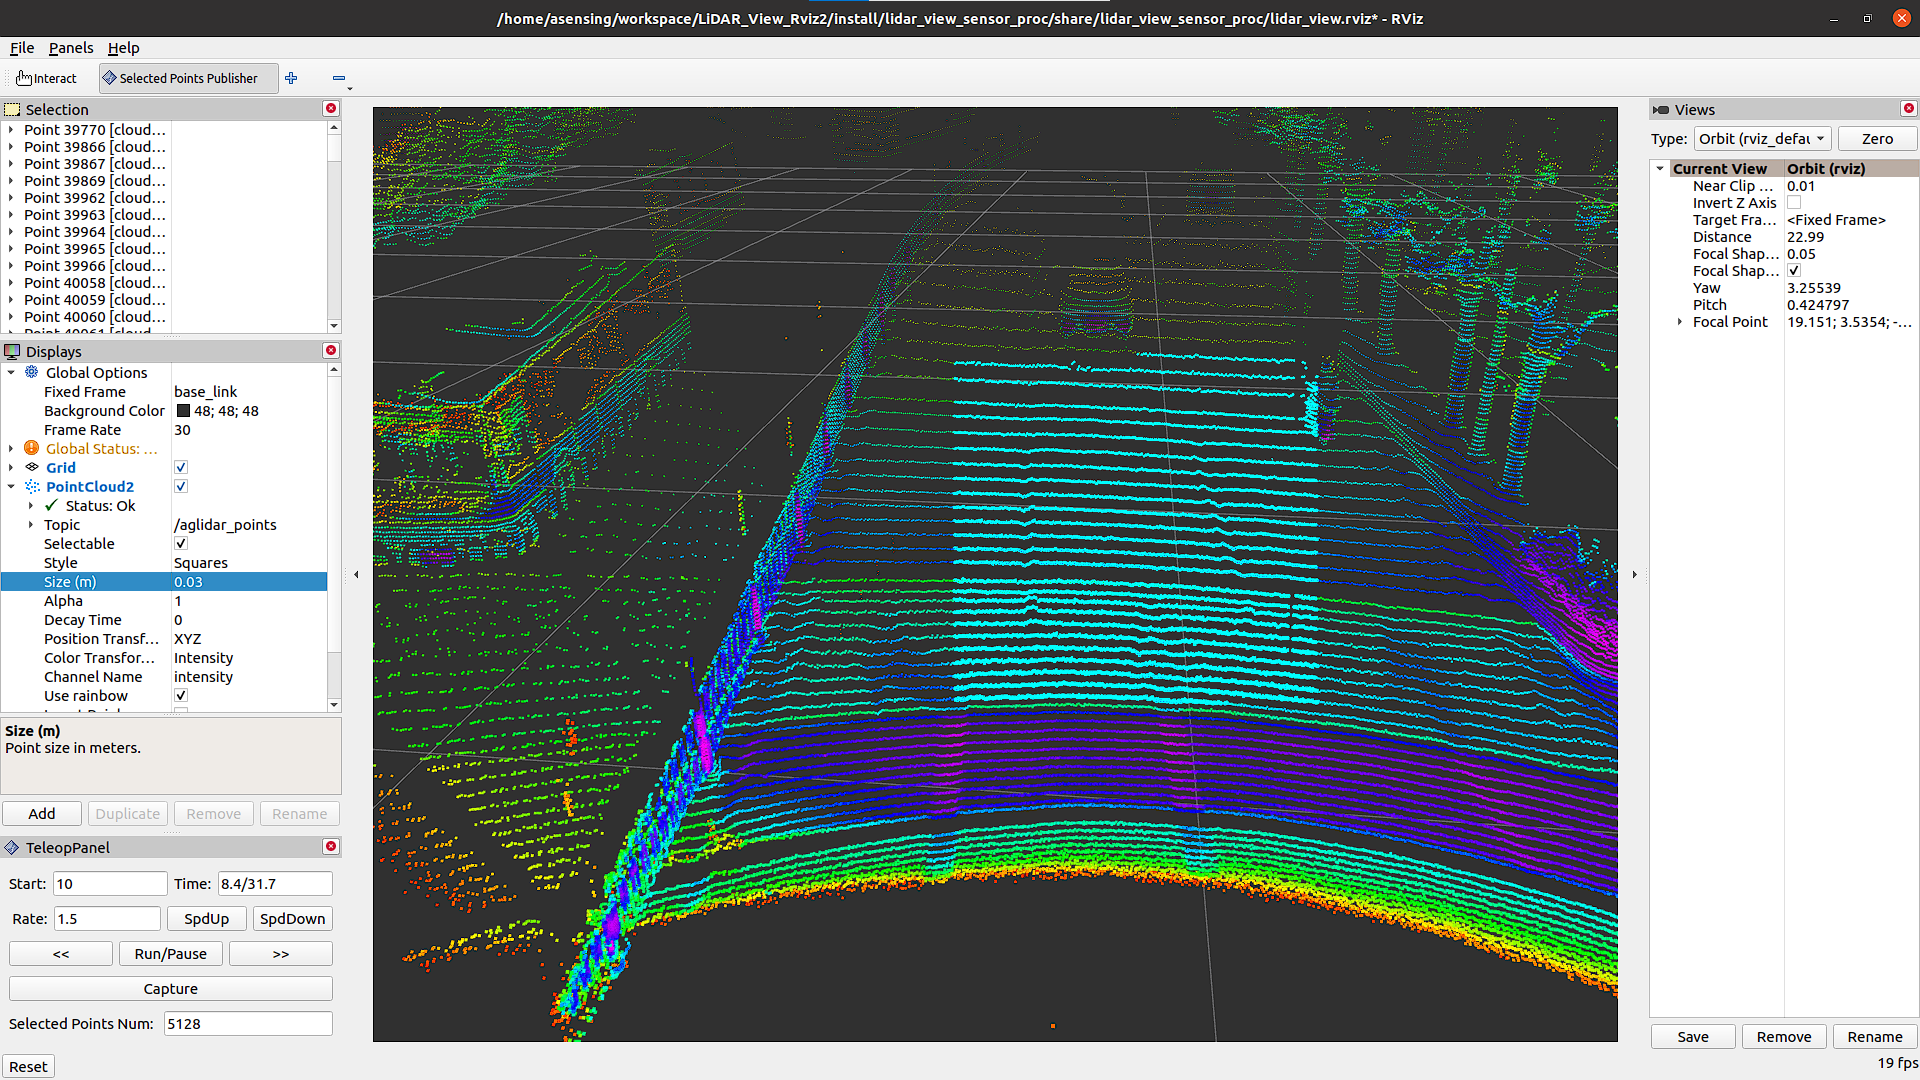 /home/asensing/workspace/LiDAR_View_Rviz2/install/lidar_view_sensor_proc/share/lidar_view_sensor_proc/lidar_view.rviz* - RViz
File Panels Help
Interact Selected Points Publisher
Selection
Point 39770 [cloud...
Point 39866 [cloud...
Point 39867 [cloud...
Point 39869 [cloud...
Point 39962 [cloud...
Point 39963 [cloud...
Point 39964 [cloud...
Point 39965 [cloud...
Point 39966 [cloud...
Point 40058 [cloud...
Point 40059 [cloud...
Point 40060 [cloud...
Point 40061 [cloud...
Displays
Global Options
Fixed Frame base_link
Background Color 48; 48; 48
Frame Rate 30
Global Status: ...
Grid
PointCloud2
Status: Ok
Topic /aglidar_points
Selectable
Style Squares
Size (m) 0.03
Alpha 1
Decay Time 0
Position Transf... XYZ
Color Transfor... Intensity
Channel Name intensity
Use rainbow
Size (m)
Point size in meters.
Add Duplicate Remove Rename
TeleopPanel
Start: 10 Time: 8.4/31.7
Rate: 1.5 SpdUp SpdDown
<< Run/Pause >>
Capture
Selected Points Num: 5128
Reset
Views
Type: Orbit (rviz_defau Zero
Current View Orbit (rviz)
Near Clip ... 0.01
Invert Z Axis
Target Fra... <Fixed Frame>
Distance 22.99
Focal Shap... 0.05
Focal Shap...
Yaw 3.25539
Pitch 0.424797
Focal Point 19.151; 3.5354; -...
Save Remove Rename
19 fps